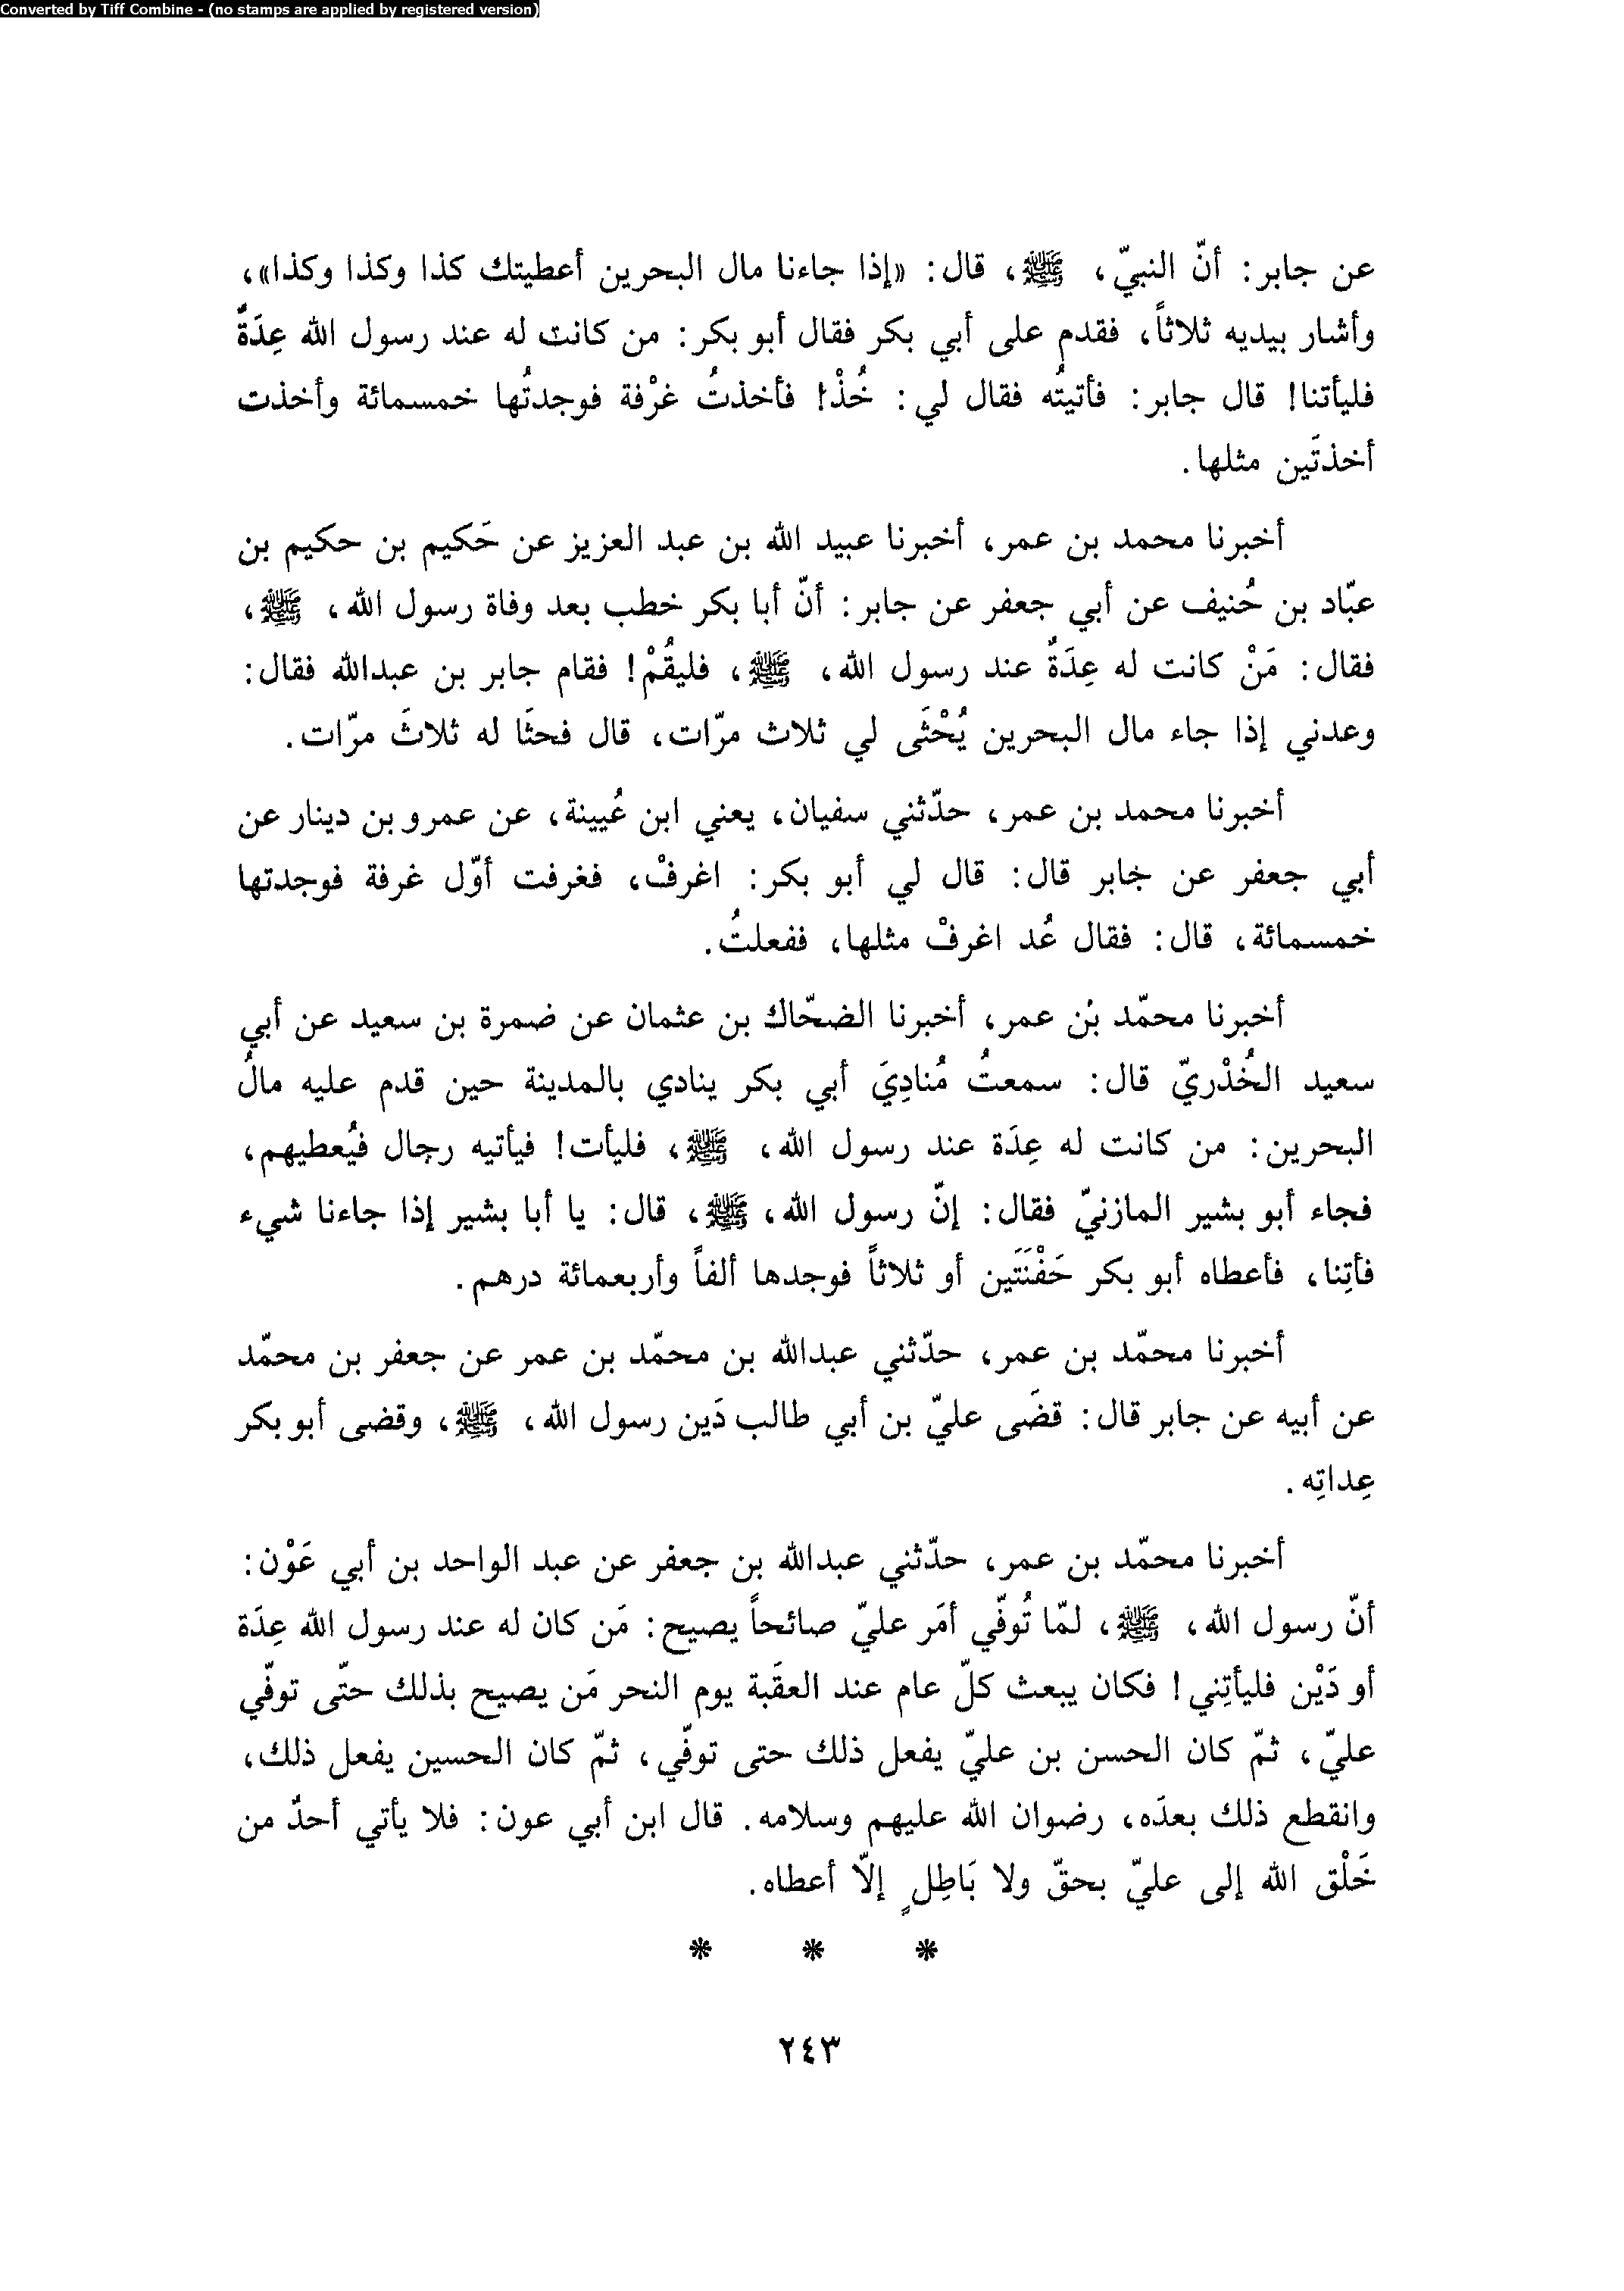 Converted by Tiff Combine - (no stamps are applied by registered version)
عن جابر: أنّ النبيّ، ﷺ، قال: «إذا جاءنا مال البحرين أعطيتك كذا وكذا وكذا»،
وأشار بيديه ثلاثاً، فقدم على أبي بكر فقال أبو بكر: من كانت له عند رسول الله عِدَةٌ
فليأتنا! قال جابر: فأتيتُه فقال لي: خُذْ! فأخذتُ غرْفة فوجدتُها خمسمائة وأخذت
أخذتَين مثلها.
أخبرنا محمد بن عمر، أخبرنا عبيد الله بن عبد العزيز عن حَكيم بن حكيم بن
عبّاد بن حُنيف عن أبي جعفر عن جابر: أنّ أبا بكر خطب بعد وفاة رسول الله، ﷺ،
فقال: مَنْ كانت له عِدَةٌ عند رسول الله، ﷺ، فليقُمْ! فقام جابر بن عبدالله فقال:
وعدني إذا جاء مال البحرين يُحْثَى لي ثلاث مرّات، قال فحثَا له ثلاثَ مرّات.
أخبرنا محمد بن عمر، حدّثني سفيان، يعني ابن عُيينة، عن عمرو بن دينار عن
أبي جعفر عن جابر قال: قال لي أبو بكر: اغرفْ، فغرفت أوّل غرفة فوجدتها
خمسمائة، قال: فقال عُد اغرفْ مثلها، ففعلتُ.
أخبرنا محمّد بْن عمر، أخبرنا الضحّاك بن عثمان عن ضمرة بن سعيد عن أبي
سعيد الخُدْريّ قال: سمعتُ مُنادِيَ أبي بكر ينادي بالمدينة حين قدم عليه مالُ
البحرين: من كانت له عِدَة عند رسول الله، ﷺ، فليأت! فيأتيه رجال فيُعطيهم،
فجاء أبو بشير المازنيّ فقال: إنّ رسول الله، ﷺ، قال: يا أبا بشير إذا جاءنا شيء
فأتِنا، فأعطاه أبو بكر حَفْنَتَين أو ثلاثاً فوجدها ألفاً وأربعمائة درهم.
أخبرنا محمّد بن عمر، حدّثني عبدالله بن محمّد بن عمر عن جعفر بن محمّد
عن أبيه عن جابر قال: قضَى عليّ بن أبي طالب دَين رسول الله، ﷺ، وقضى أبو بكر
عِداتِه.
أخبرنا محمّد بن عمر، حدّثني عبدالله بن جعفر عن عبد الواحد بن أبي عَوْن:
أنّ رسول الله، ﷺ، لمّا تُوفّي أمَر عليّ صائحاً يصيح: مَن كان له عند رسول الله عِدَة
أو دَيْن فليأتِني! فكان يبعث كلّ عام عند العقَبة يوم النحر مَن يصيح بذلك حتّى توفّي
عليّ، ثمّ كان الحسن بن عليّ يفعل ذلك حتى توفّي، ثمّ كان الحسين يفعل ذلك،
وانقطع ذلك بعدَه، رضوان الله عليهم وسلامه. قال ابن أبي عون: فلا يأتي أحدٌ من
خَلْق الله إلى عليّ بحقّ ولا بَاطِلٍ إلّا أعطاه.
* * *
٢٤٣